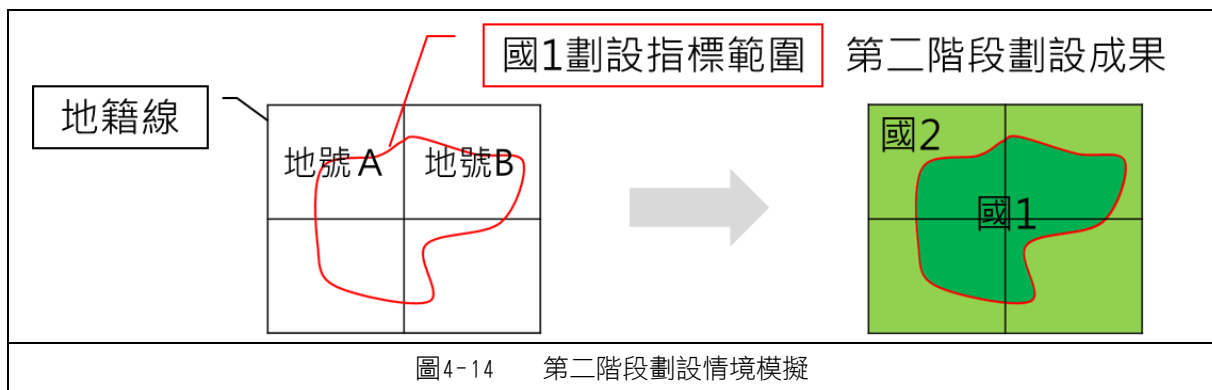 國1劃設指標範圍 第二階段劃設成果
地籍線
地號A 地號B
國2
國1
圖4-14 第二階段劃設情境模擬